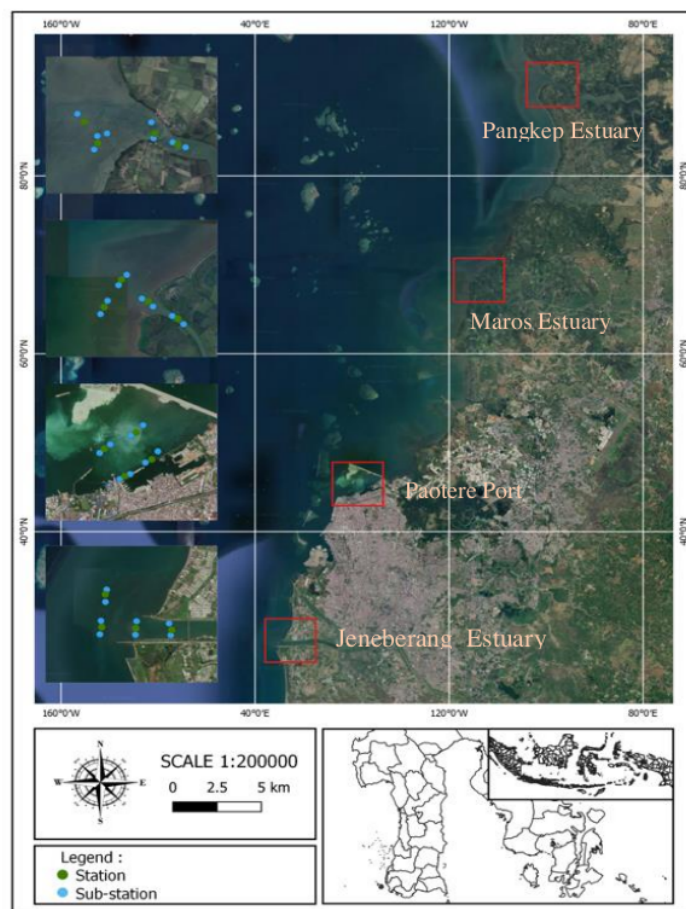 160°0'W 40°0'E 120°0'W 80°0'E
Pangkep Estuary
80°0'N 80°0'N
Maros Estuary
60°0'N 60°0'N
Paotere Port
40°0'N 40°0'N
Jeneberang Estuary
160°0'W 40°0'E 120°0'W 80°0'E
N
W E
S
SCALE 1:200000
0 2.5 5 km
Legend :
Station
Sub-station